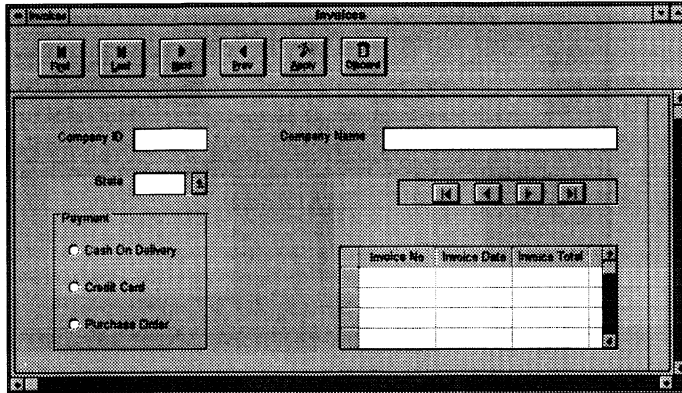 Invoices
First Last Next Prev Apply Discard
Company ID Company Name
State
Payment
Cash On Delivery
Credit Card
Purchase Order
Invoice No Invoice Date Invoice Total